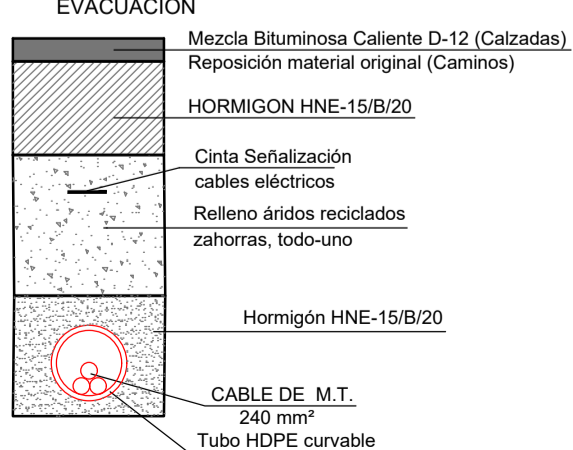 EVACUACION
Mezcla Bituminosa Caliente D-12 (Calzadas)
Reposición material original (Caminos)
HORMIGON HNE-15/B/20
Cinta Señalización
cables eléctricos
Relleno áridos reciclados
zahorras, todo-uno
Hormigón HNE-15/B/20
CABLE DE M.T.
240 mm²
Tubo HDPE curvable